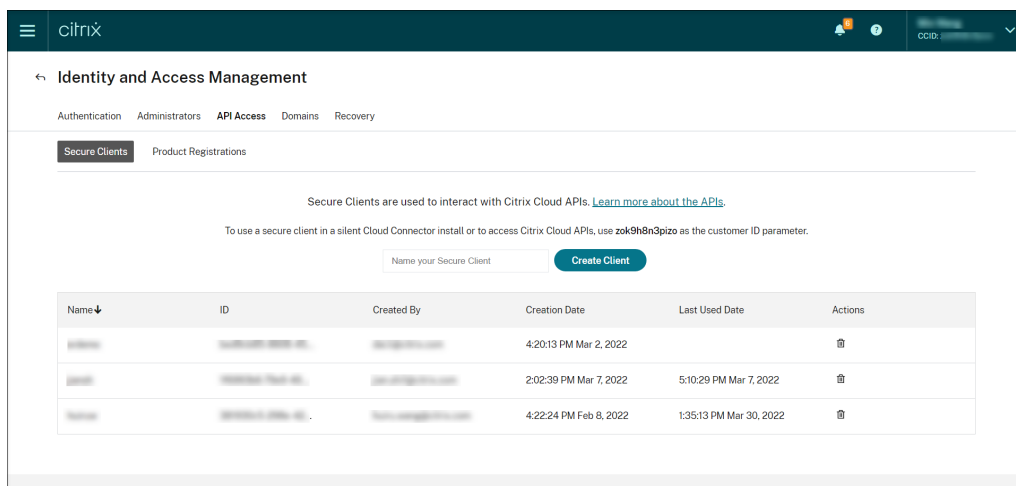 citrix
6
?
CCID:
Identity and Access Management
Authentication Administrators API Access Domains Recovery
Secure Clients Product Registrations
Secure Clients are used to interact with Citrix Cloud APIs. Learn more about the APIs.
To use a secure client in a silent Cloud Connector install or to access Citrix Cloud APIs, use zok9h8n3pizo as the customer ID parameter.
Name your Secure Client Create Client
Name ID Created By Creation Date Last Used Date Actions
4:20:13 PM Mar 2, 2022
2:02:39 PM Mar 7, 2022 5:10:29 PM Mar 7, 2022
4:22:24 PM Feb 8, 2022 1:35:13 PM Mar 30, 2022